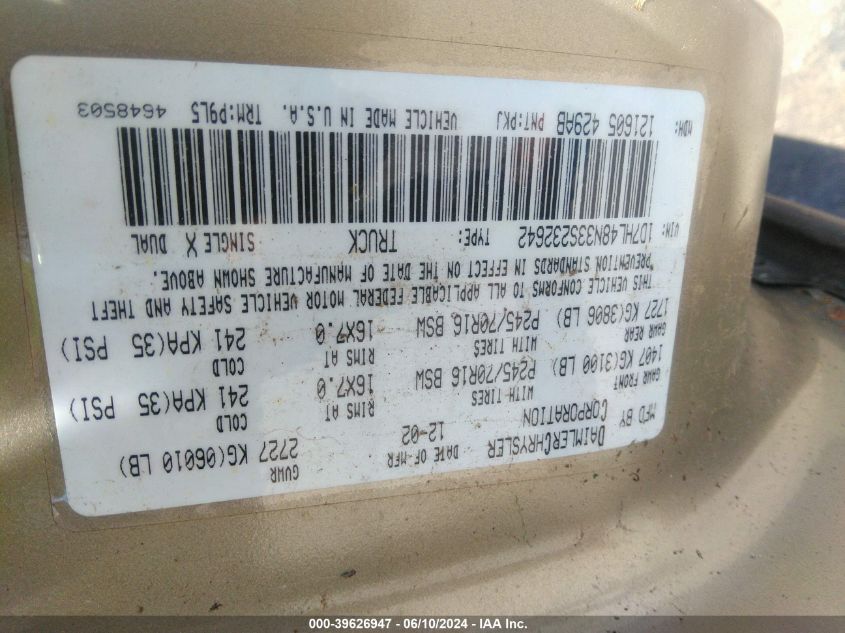 MFD BY DAIMLERCHRYSLER CORPORATION
DATE OF MFR 12-02
GVWR 2727 KG(06010 LB)
GAWR FRONT 1407 KG(3100 LB)
WITH TIRES P245/70R16 BSW
RIMS AT 16X7.0
COLD 241 KPA(35 PSI)
GAWR REAR 1727 KG(3806 LB)
WITH TIRES P245/70R16 BSW
RIMS AT 16X7.0
COLD 241 KPA(35 PSI)
THIS VEHICLE CONFORMS TO ALL APPLICABLE FEDERAL MOTOR VEHICLE SAFETY AND THEFT
PREVENTION STANDARDS IN EFFECT ON THE DATE OF MANUFACTURE SHOWN ABOVE.
VIN: 1D7HL48N33S232642 TYPE: TRUCK SINGLE X DUAL
MDH: 121605 429AB PNT:PKJ VEHICLE MADE IN U.S.A. TRM:P9L5 4648503
000-39626947 - 06/10/2024 - IAA Inc.